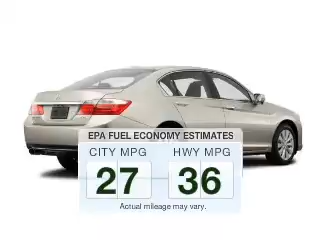 EPA FUEL ECONOMY ESTIMATES
CITY MPG HWY MPG
27 36
Actual mileage may vary.